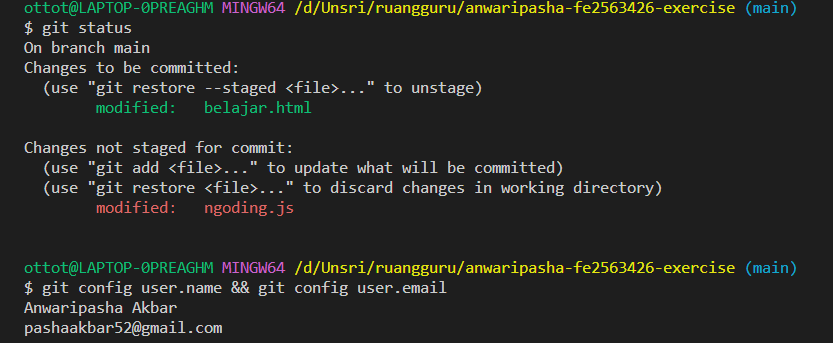 ottot@LAPTOP-0PREAGHM MINGW64 /d/Unsri/ruangguru/anwaripasha-fe2563426-exercise (main)
$ git status
On branch main
Changes to be committed:
  (use "git restore --staged <file>..." to unstage)
        modified:   belajar.html

Changes not staged for commit:
  (use "git add <file>..." to update what will be committed)
  (use "git restore <file>..." to discard changes in working directory)
        modified:   ngoding.js

ottot@LAPTOP-0PREAGHM MINGW64 /d/Unsri/ruangguru/anwaripasha-fe2563426-exercise (main)
$ git config user.name && git config user.email
Anwaripasha Akbar
pashaakbar52@gmail.com